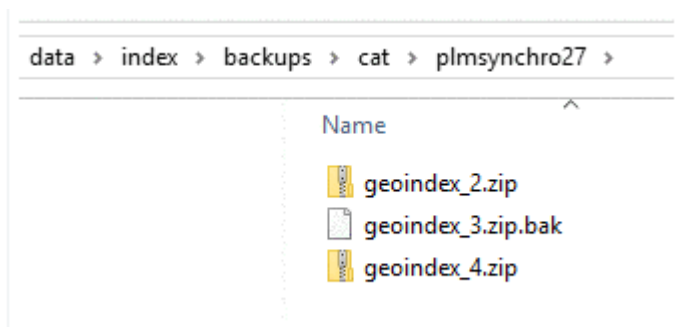 data > index > backups > cat > plmsynchro27 >
Name
geoindex_2.zip
geoindex_3.zip.bak
geoindex_4.zip